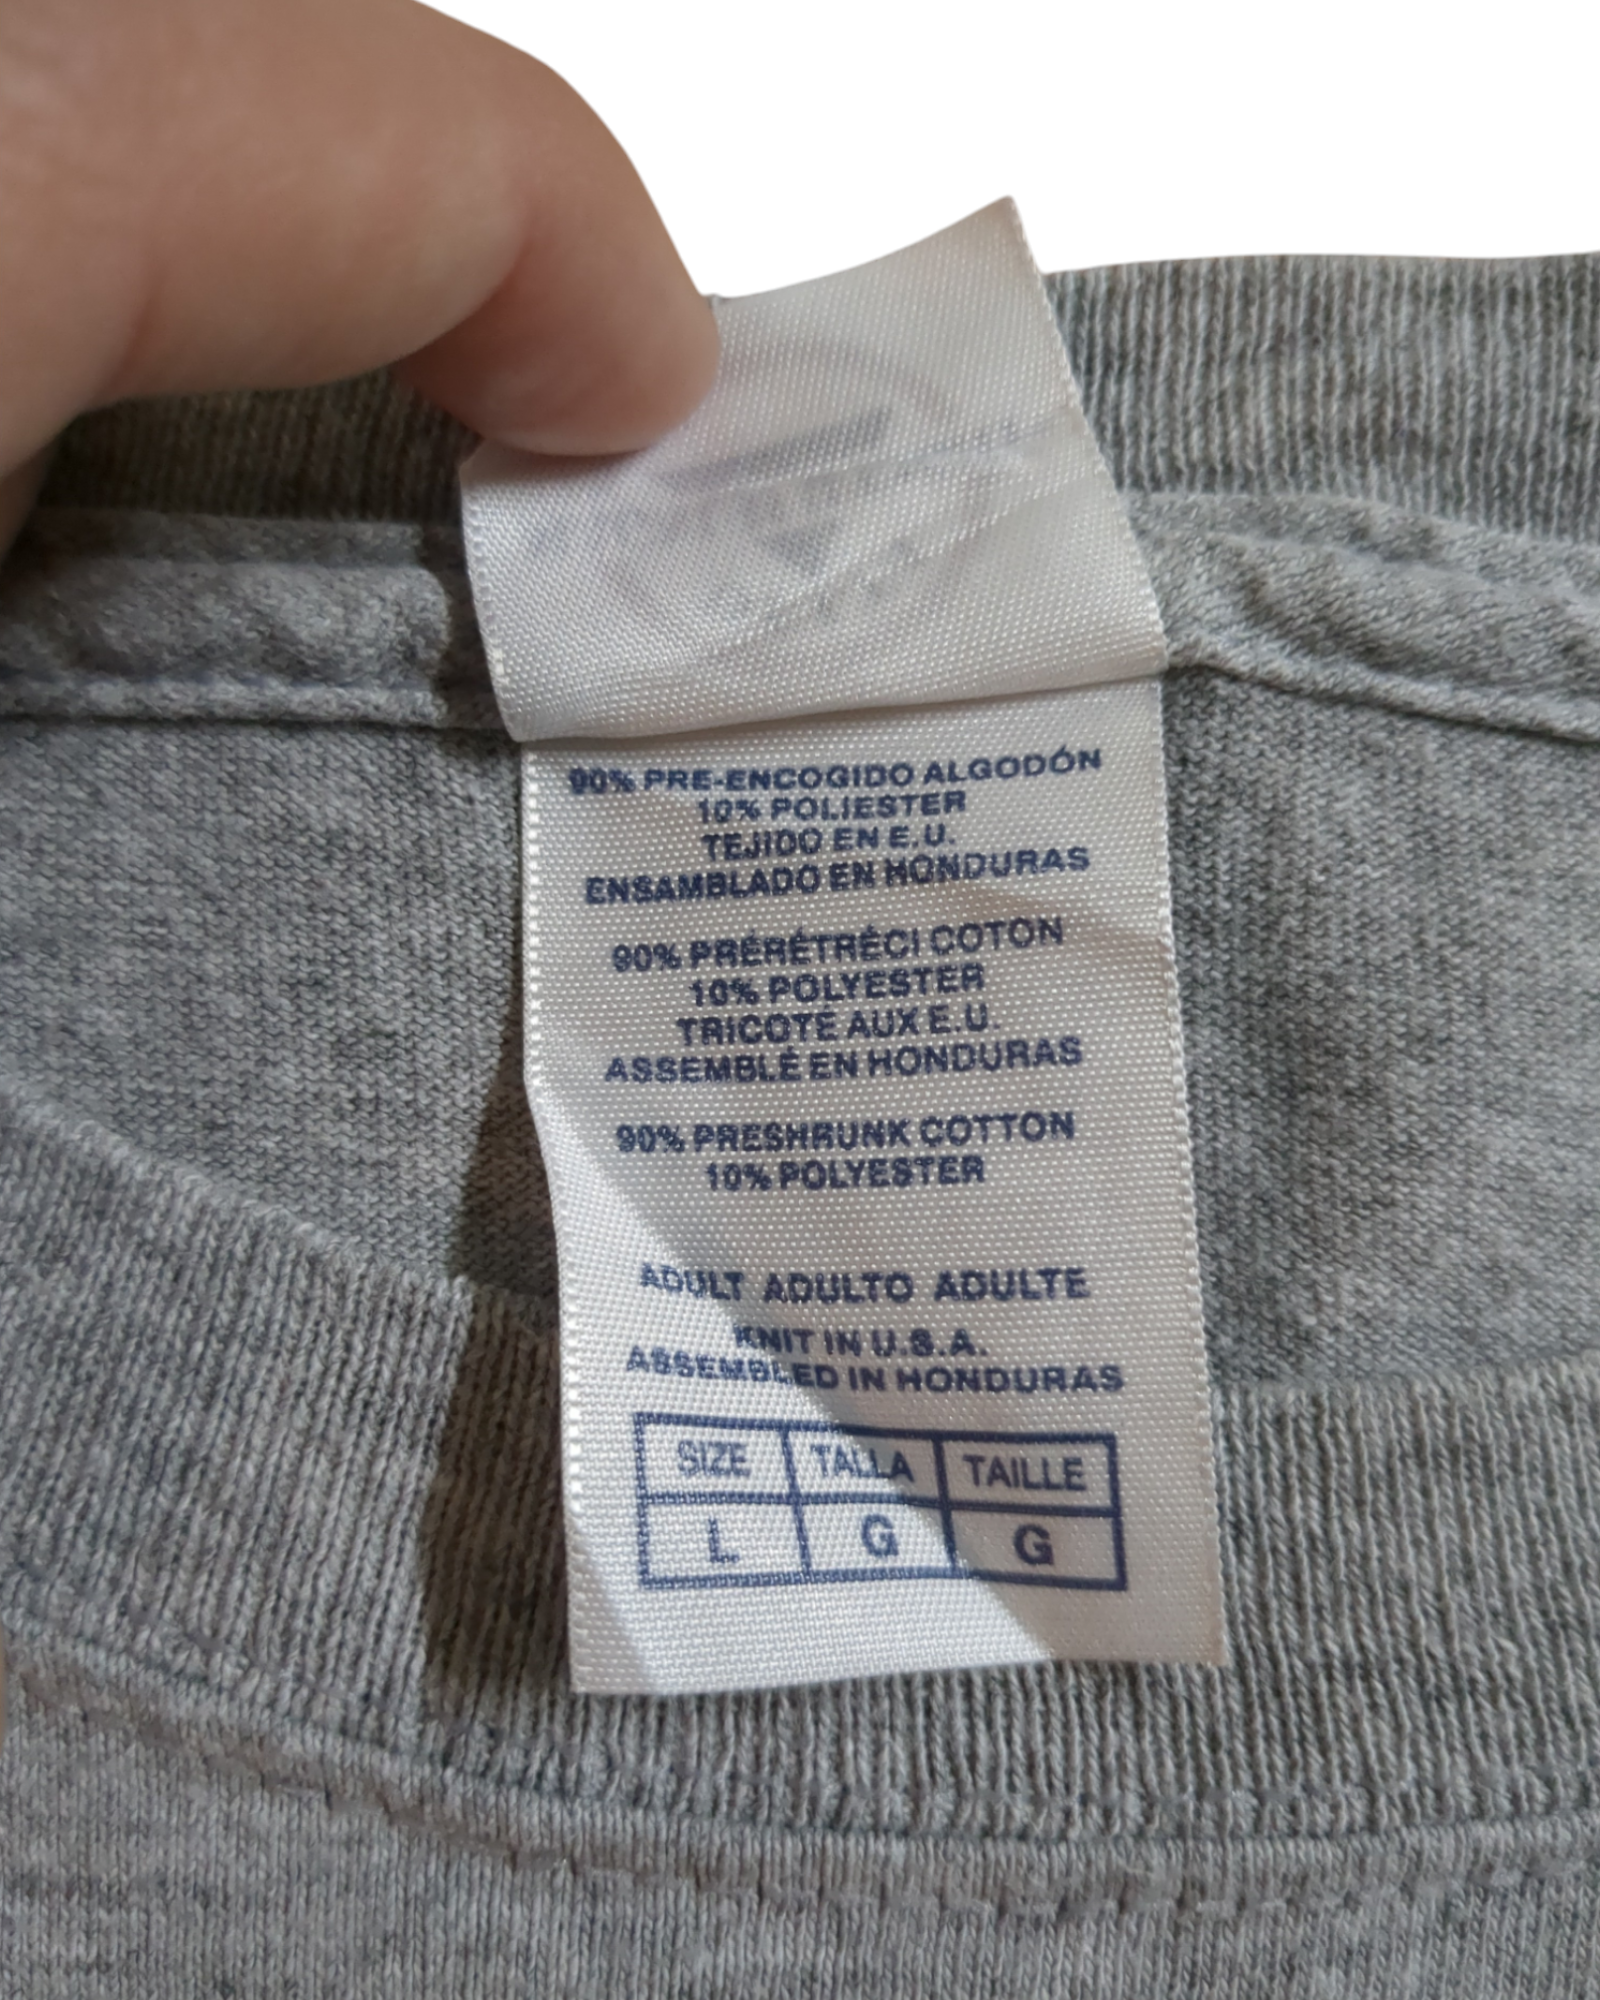 90% PRE-ENCOGIDO ALGODÓN
10% POLIESTER
TEJIDO EN E.U.
ENSAMBLADO EN HONDURAS
90% PRÉRÉTRÉCI COTON
10% POLYESTER
TRICOTÉ AUX E.U.
ASSEMBLÉ EN HONDURAS
90% PRESHRUNK COTTON
10% POLYESTER
ADULT ADULTO ADULTE
KNIT IN U.S.A.
ASSEMBLED IN HONDURAS
SIZE TALLA TAILLE
L G G